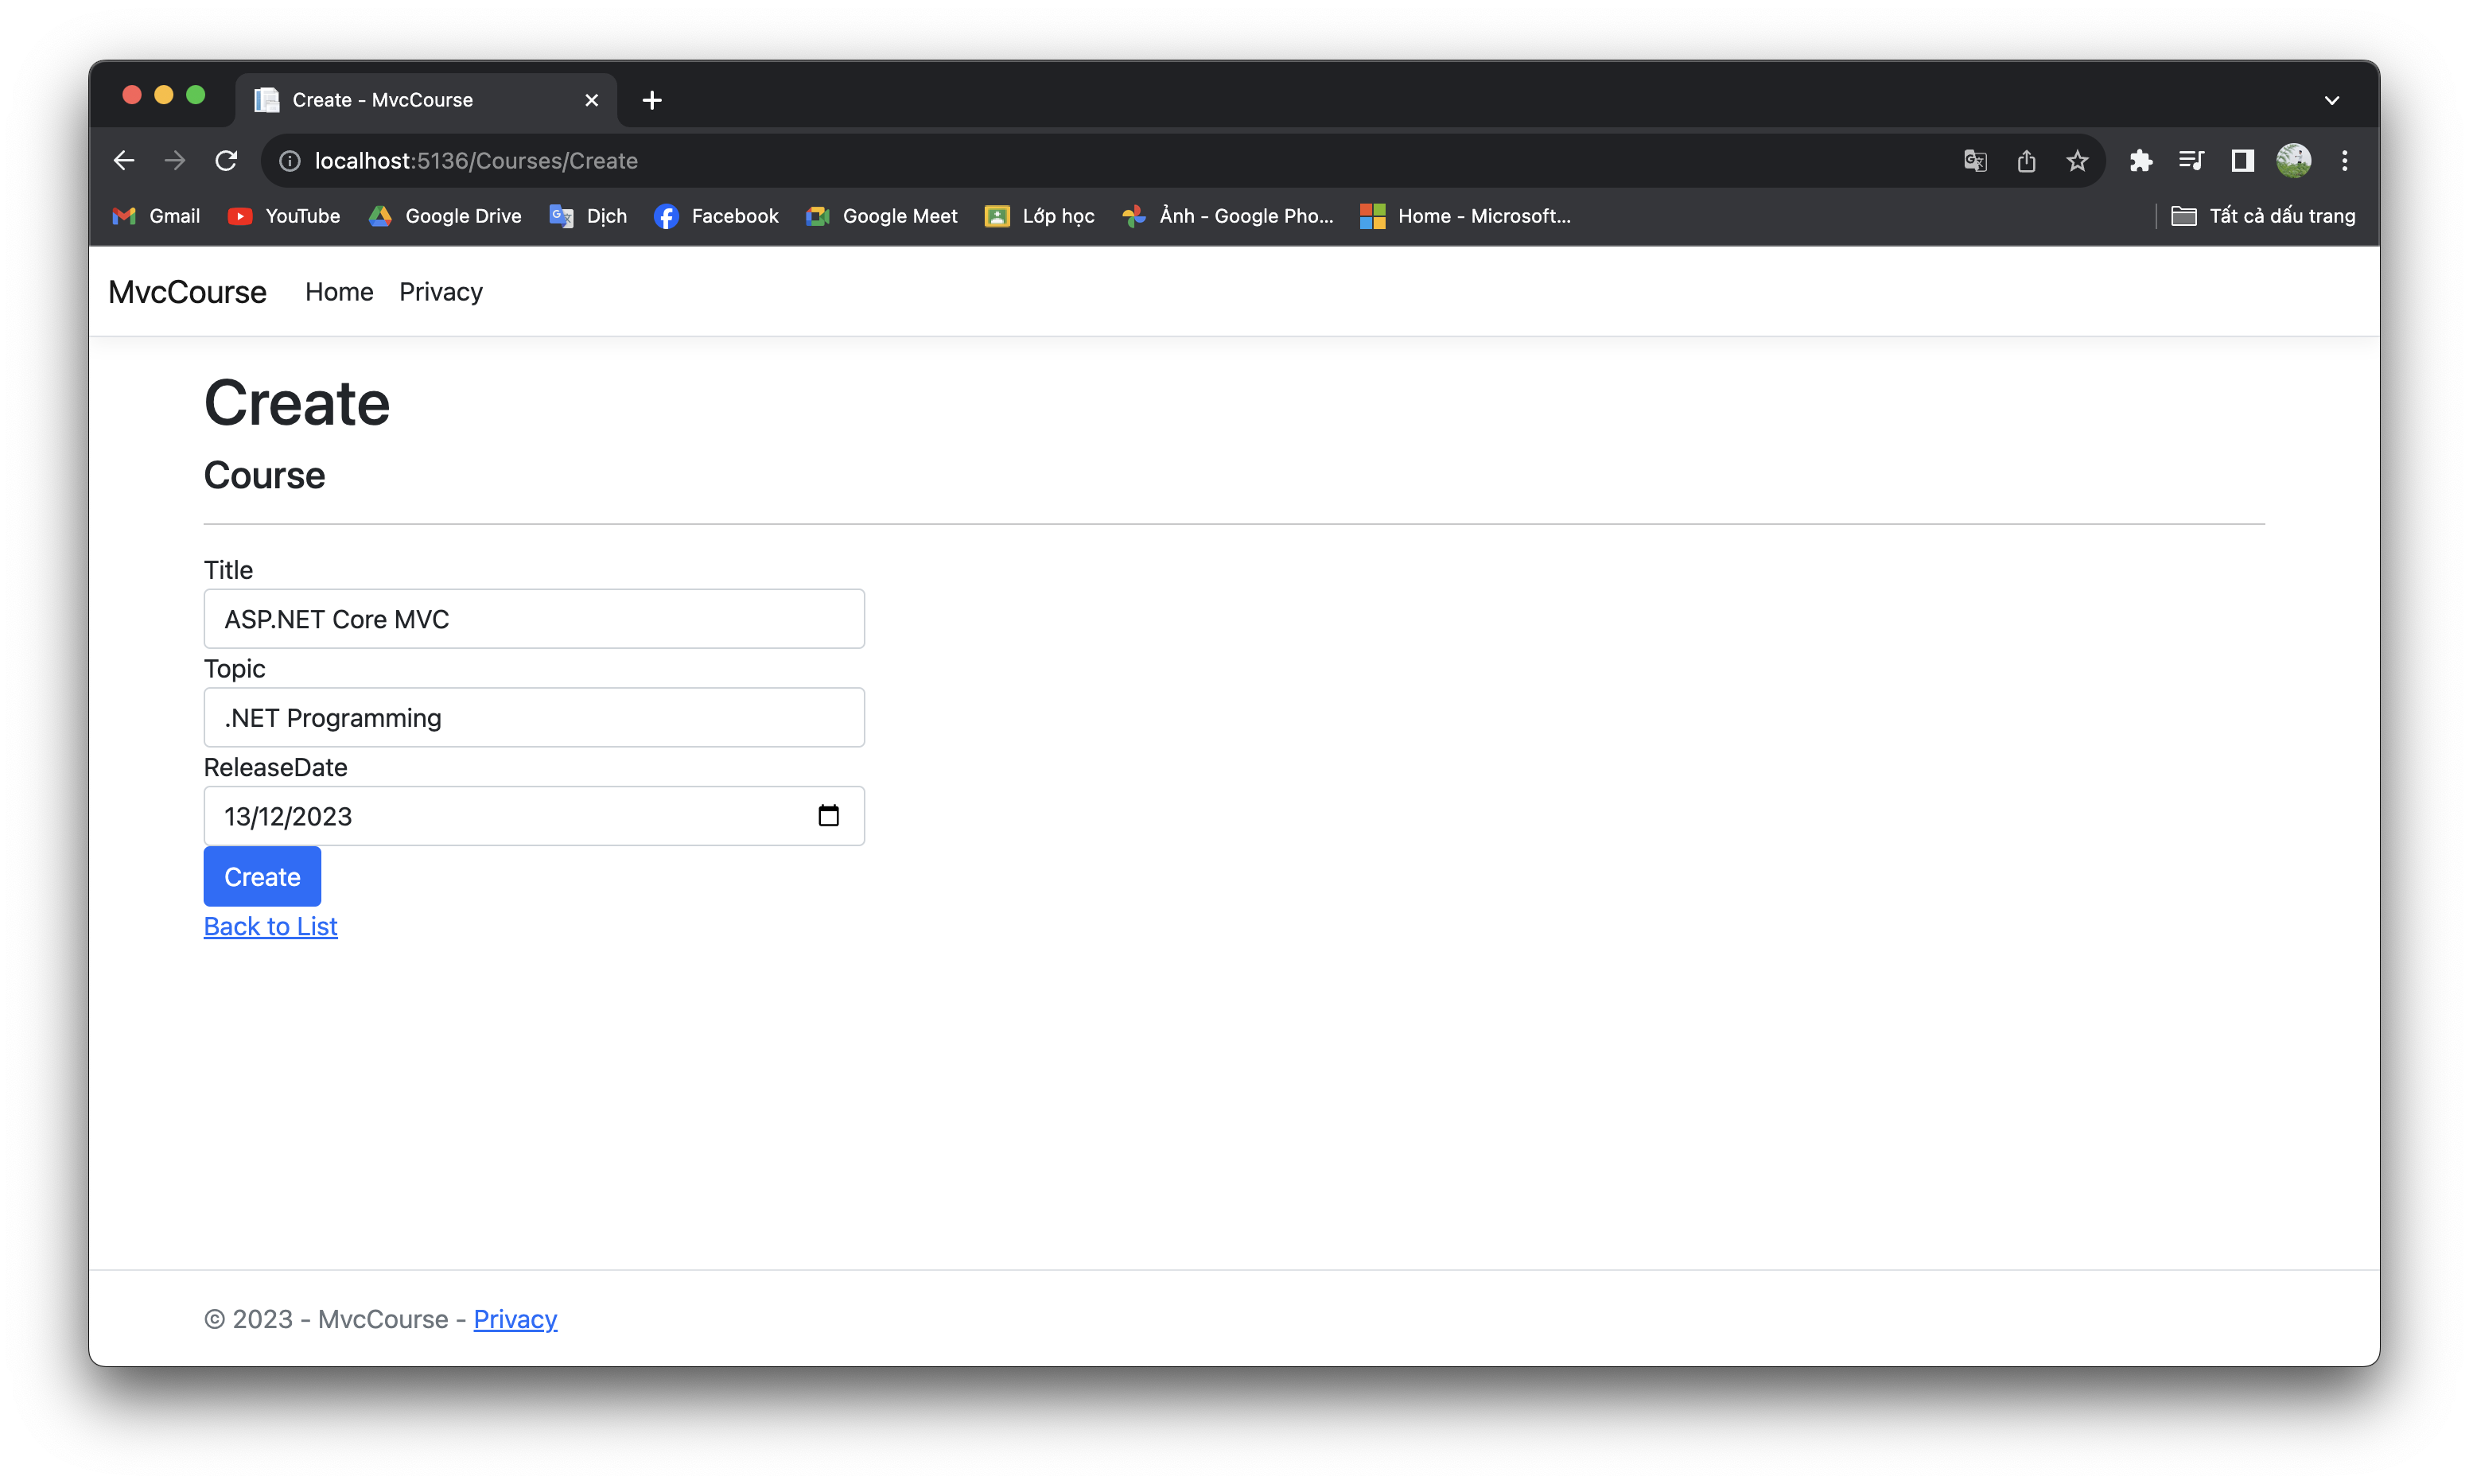 Create - MvcCourse
localhost:5136/Courses/Create
Gmail YouTube Google Drive Dịch Facebook Google Meet Lớp học Ảnh - Google Pho... Home - Microsoft... Tất cả dấu trang
MvcCourse Home Privacy
Create
Course
Title
ASP.NET Core MVC
Topic
.NET Programming
ReleaseDate
13/12/2023
Create
Back to List
© 2023 - MvcCourse - Privacy